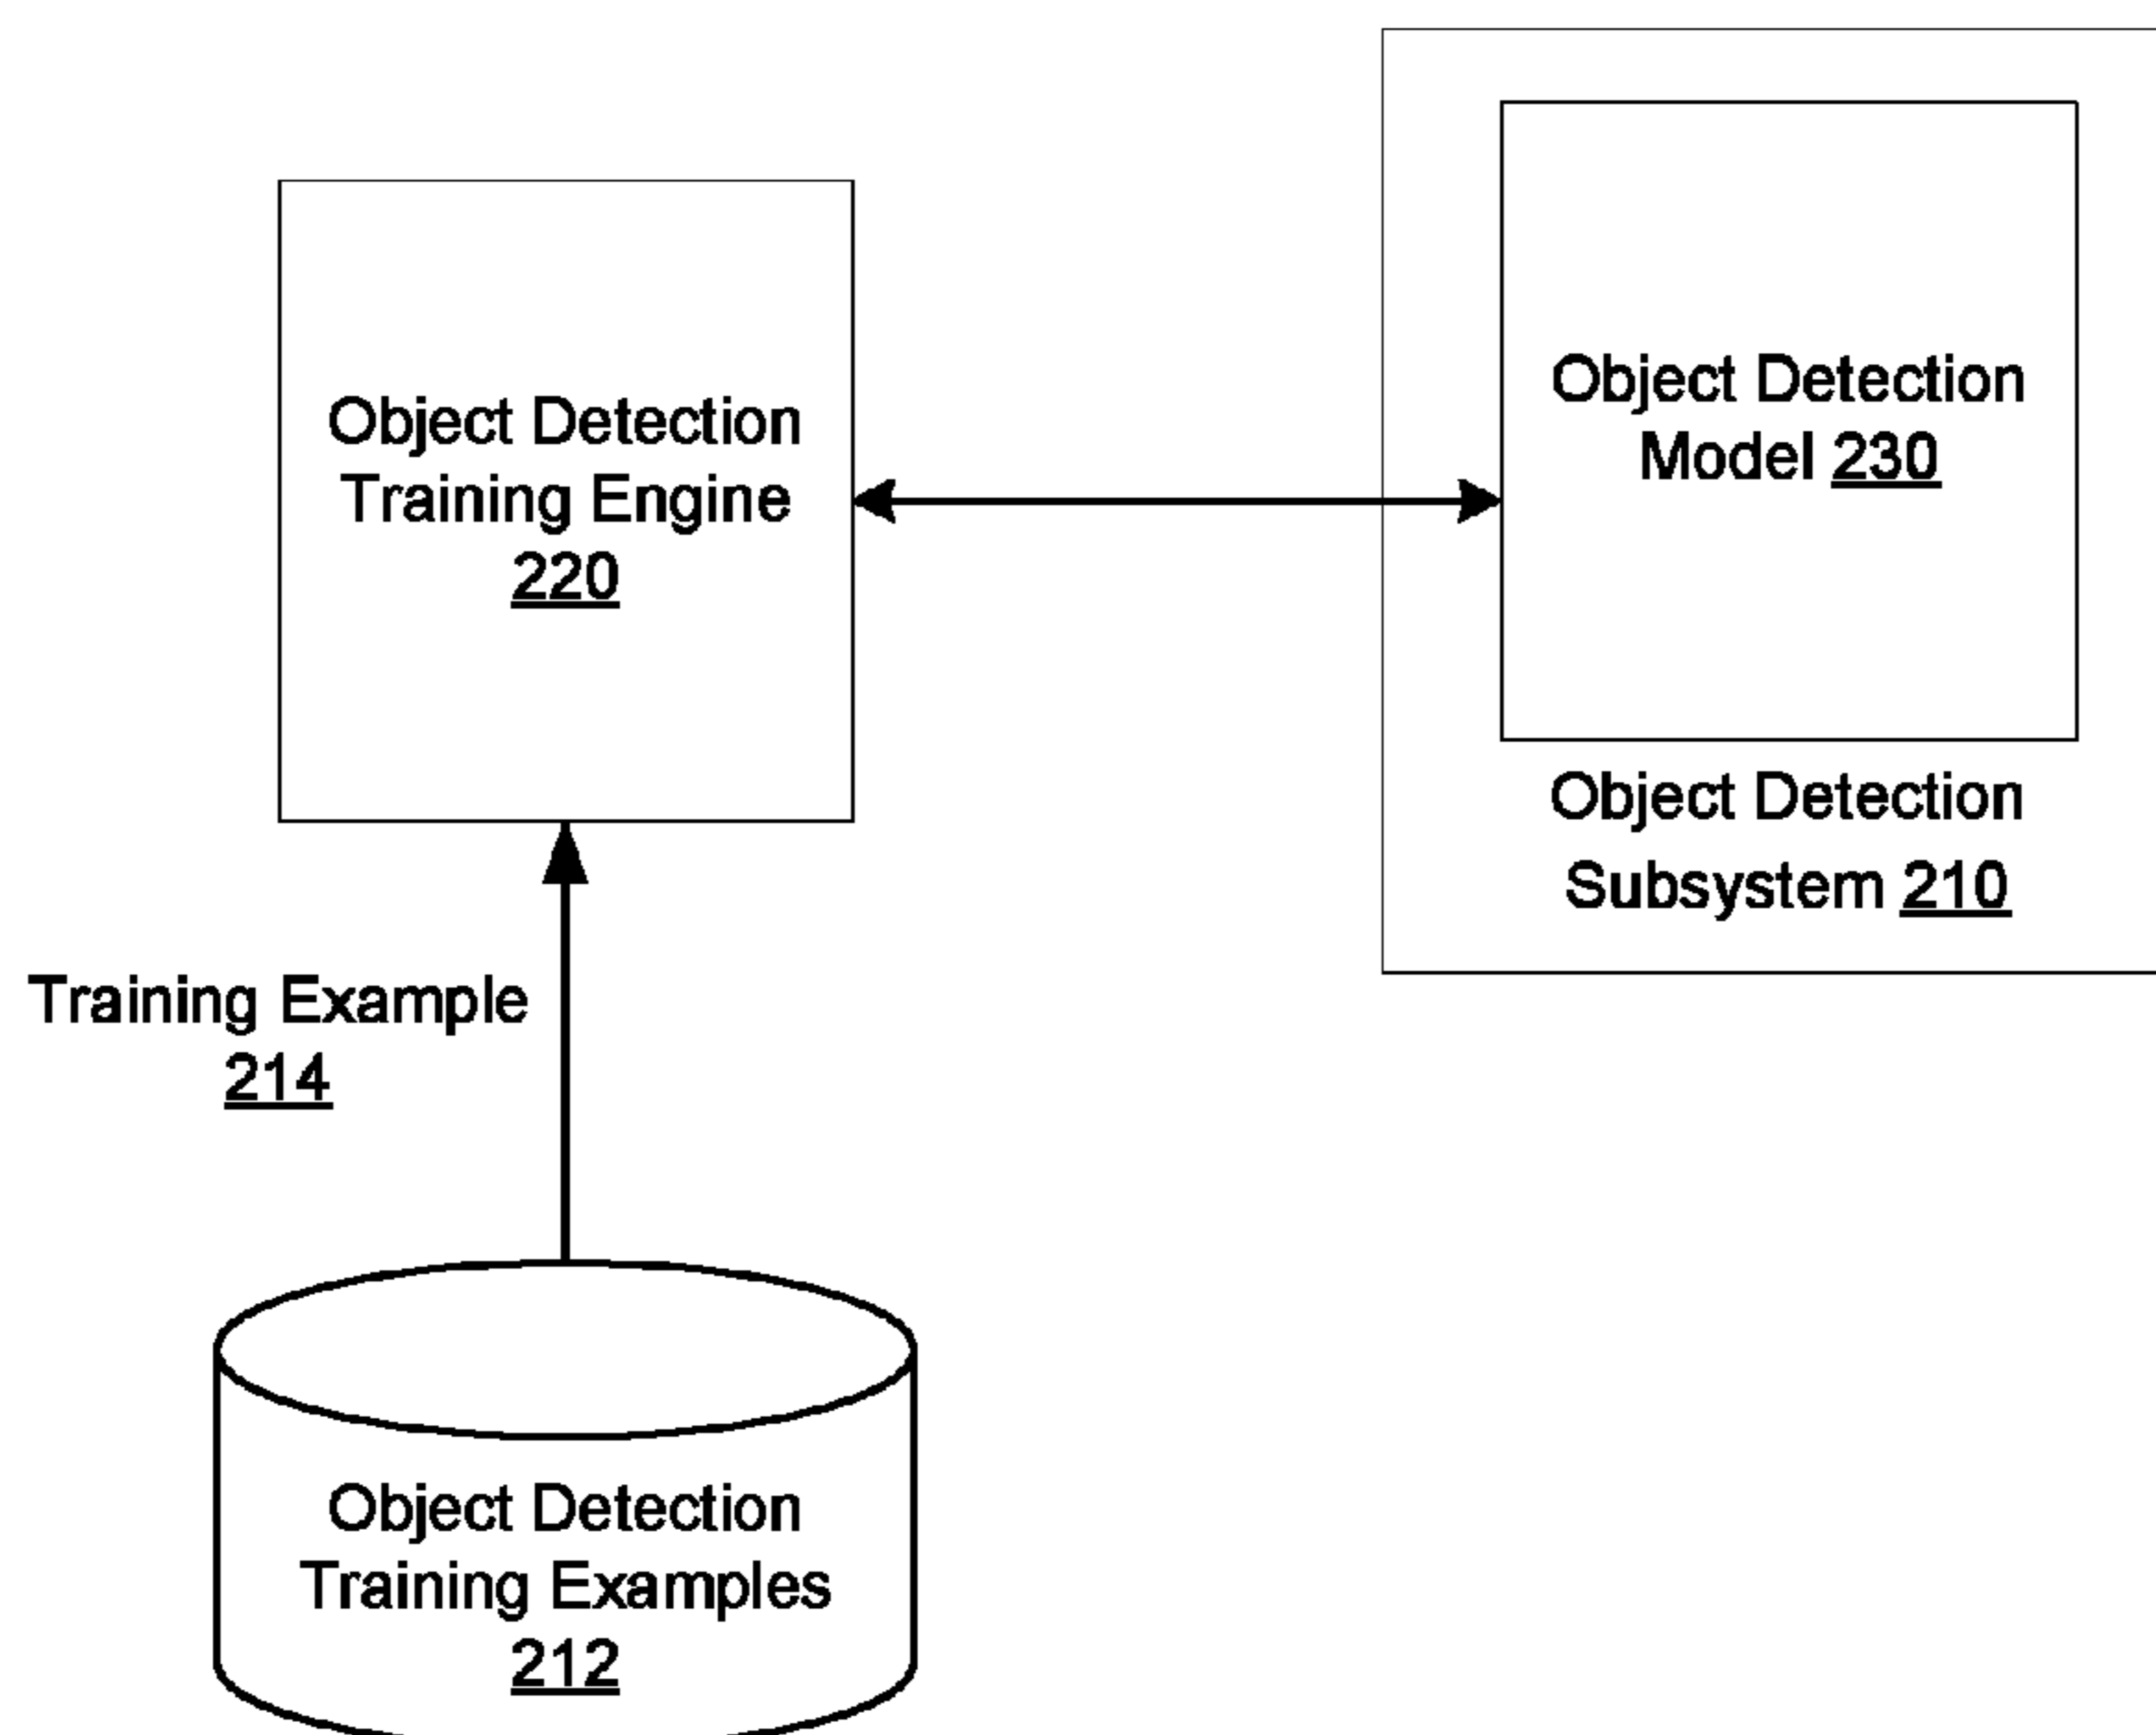 Object Detection
Training Engine
220
Object Detection
Model 230
Object Detection
Subsystem 210
Training Example
214
Object Detection
Training Examples
212